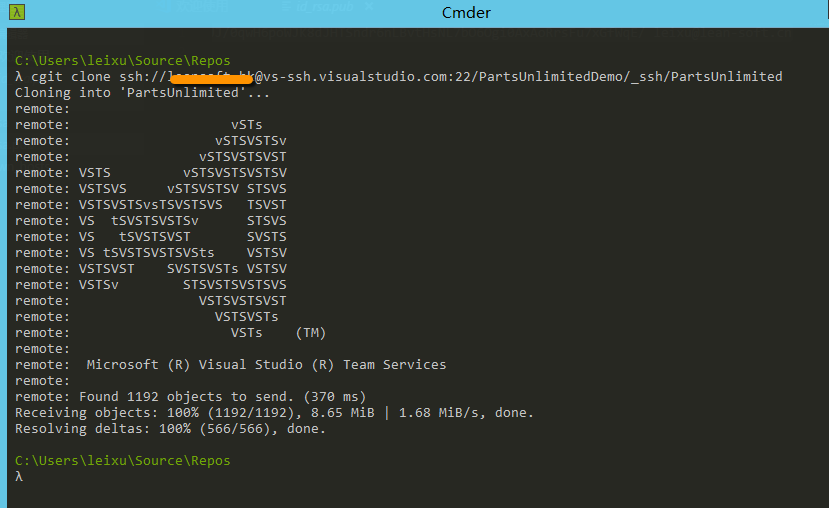 Cmder
C:\Users\leixu\Source\Repos
λ cgit clone ssh://@vs-ssh.visualstudio.com:22/PartsUnlimitedDemo/_ssh/PartsUnlimited
Cloning into 'PartsUnlimited'...
remote:
remote:                    vSTs
remote:                  vSTSVSTSv
remote:                vSTSVSTSVST
remote: VSTS         vSTSVSTSVSTSV
remote: VSTSVS     vSTSVSTSV STSVS
remote: VSTSVSTSvsTSVSTSVS   TSVST
remote: VS  tSVSTSVSTSv      STSVS
remote: VS   tSVSTSVST       SVSTS
remote: VS tSVSTSVSTSVSts    VSTSV
remote: VSTSVST    SVSTSVSTs VSTSV
remote: VSTSv        STSVSTSVSTSVS
remote:                VSTSVSTSVST
remote:                  VSTSVSTs
remote:                    VSTs    (TM)
remote:
remote:  Microsoft (R) Visual Studio (R) Team Services
remote:
remote: Found 1192 objects to send. (370 ms)
Receiving objects: 100% (1192/1192), 8.65 MiB | 1.68 MiB/s, done.
Resolving deltas: 100% (566/566), done.
C:\Users\leixu\Source\Repos
λ